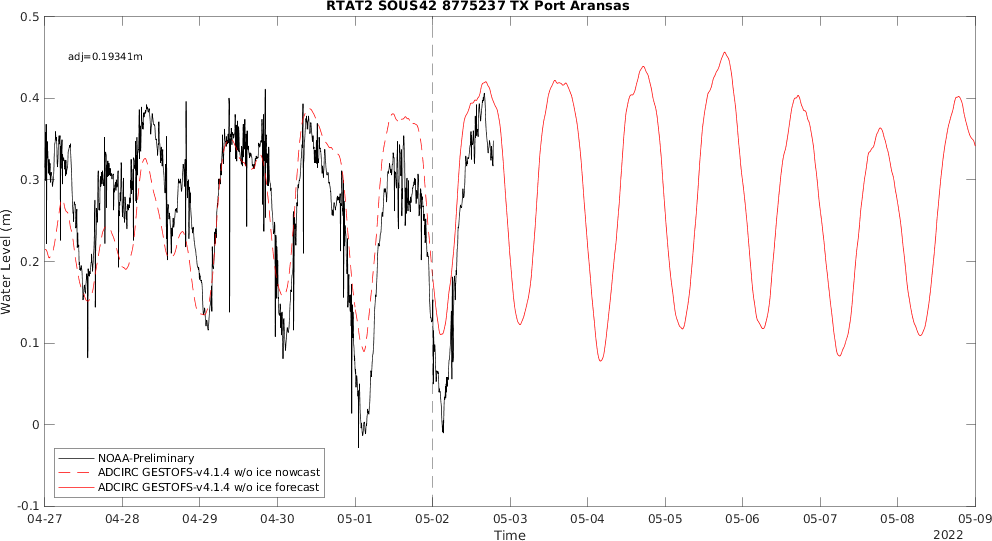 RTAT2 SOUS42 8775237 TX Port Aransas
0.5
adj=0.19341m
0.4
0.3
0.2
0.1
0
-0.1
Water Level (m)
NOAA-Preliminary
ADCIRC GESTOFS-v4.1.4 w/o ice nowcast
ADCIRC GESTOFS-v4.1.4 w/o ice forecast
04-27 04-28 04-29 04-30 05-01 05-02 05-03 05-04 05-05 05-06 05-07 05-08 05-09
Time
2022